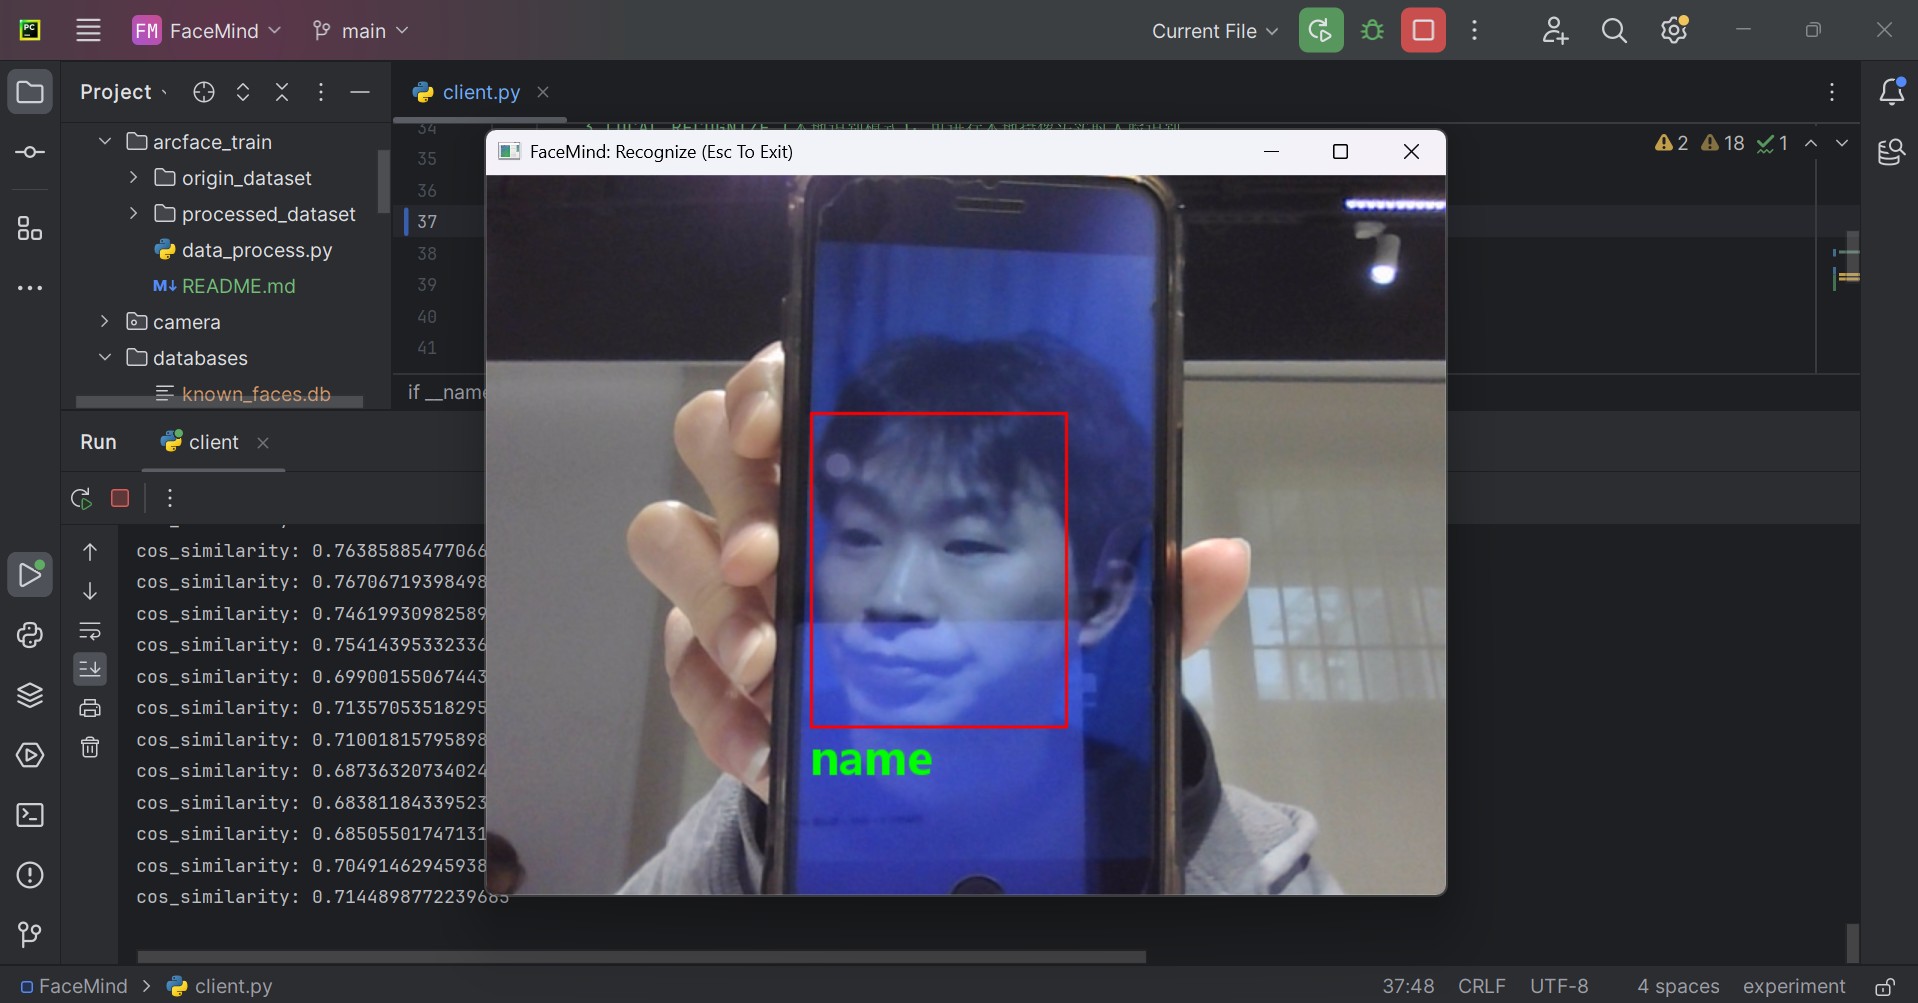 FM FaceMind
main
Current File
Project
client.py
arcface_train
origin_dataset
processed_dataset
data_process.py
M↓ README.md
camera
databases
known_faces.db
34
35
36
37
38
39
40
41
2 18 1
if __name
FaceMind: Recognize (Esc To Exit)
name
Run client
cos_similarity: 0.76385885477066
cos_similarity: 0.76706719398498
cos_similarity: 0.74619930982589
cos_similarity: 0.75414395332336
cos_similarity: 0.69900155067443
cos_similarity: 0.71357053518295
cos_similarity: 0.71001815795898
cos_similarity: 0.68736320734024
cos_similarity: 0.68381184339523
cos_similarity: 0.68505501747131
cos_similarity: 0.70491462945938
cos_similarity: 0.7144898772239685
FaceMind > client.py
37:48 CRLF UTF-8 4 spaces experiment